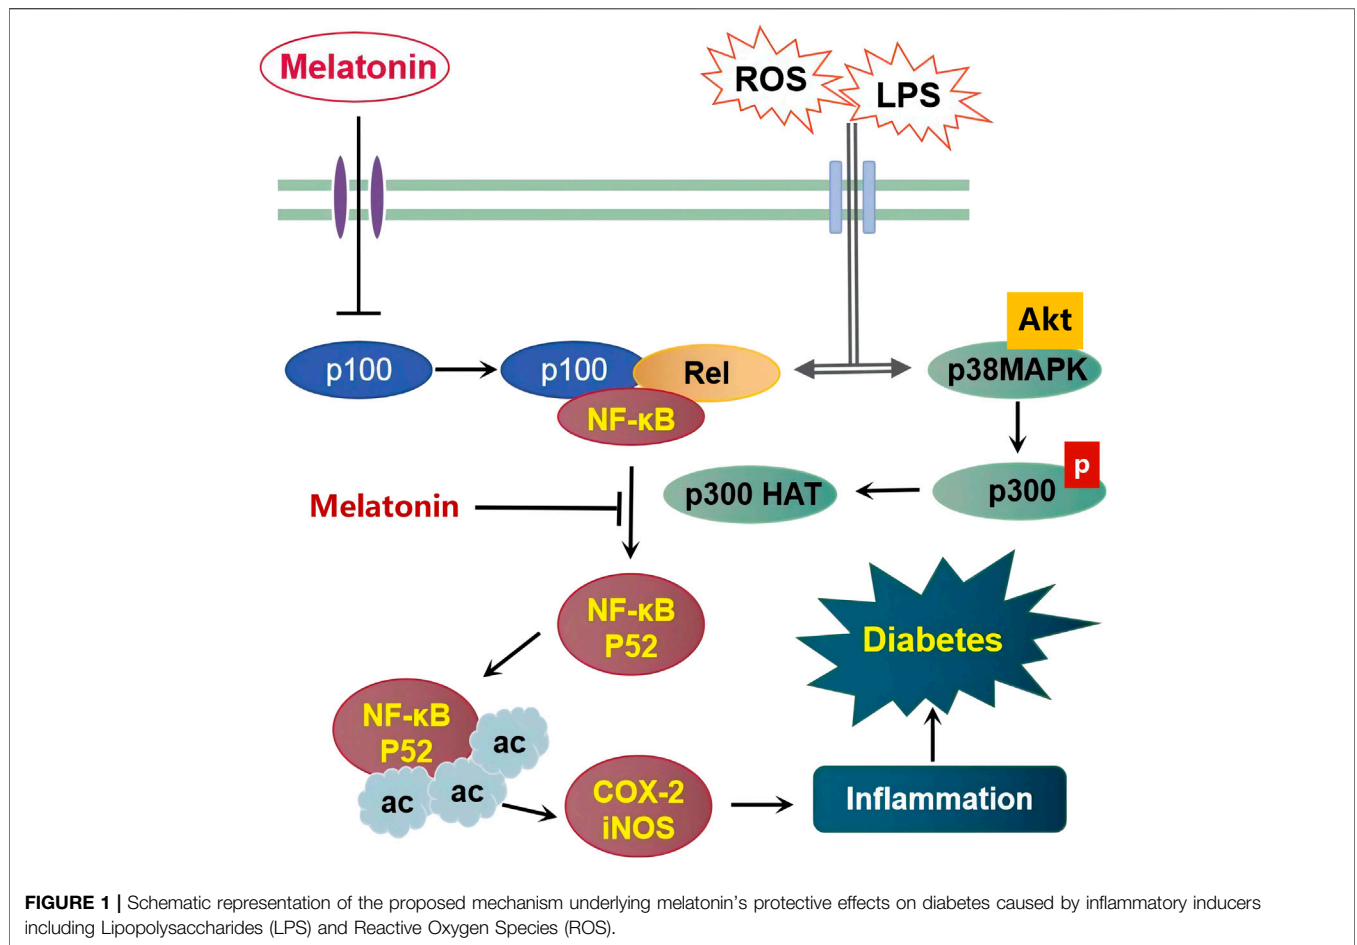 Melatonin
ROS
LPS
Akt
p100
p100
Rel
p38MAPK
NF-κB
p
p300 HAT
p300
Melatonin
NF-κB
P52
Diabetes
NF-κB
P52
ac
ac
ac
COX-2
iNOS
Inflammation
FIGURE 1 | Schematic representation of the proposed mechanism underlying melatonin’s protective effects on diabetes caused by inflammatory inducers
including Lipopolysaccharides (LPS) and Reactive Oxygen Species (ROS).